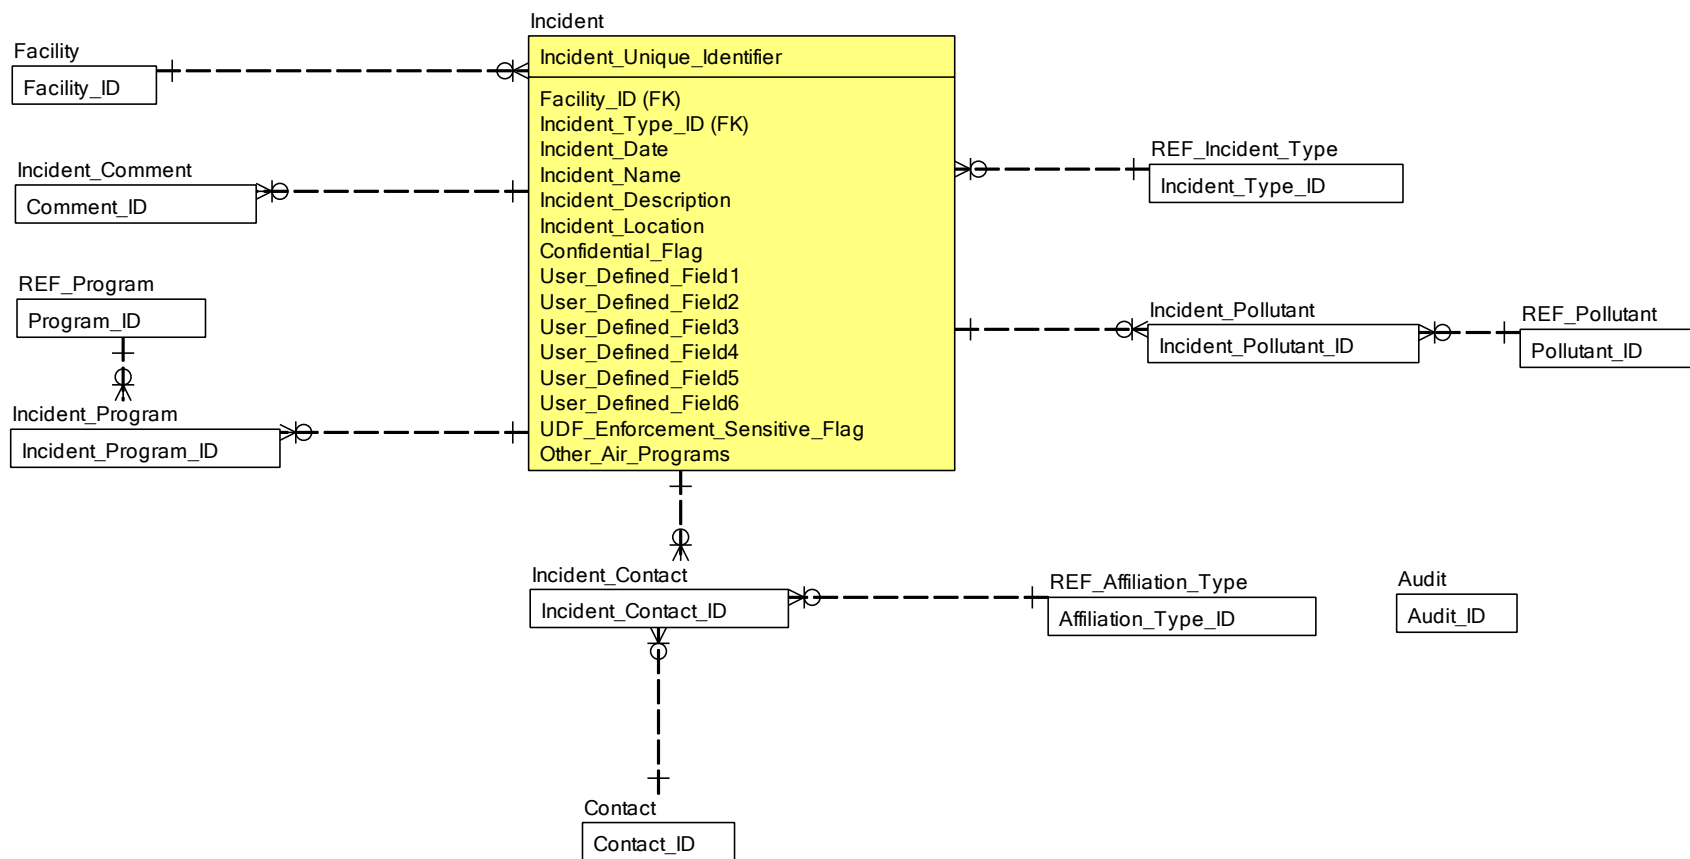 Incident
Incident_Unique_Identifier
Facility_ID (FK)
Incident_Type_ID (FK)
Incident_Date
Incident_Name
Incident_Description
Incident_Location
Confidential_Flag
User_Defined_Field1
User_Defined_Field2
User_Defined_Field3
User_Defined_Field4
User_Defined_Field5
User_Defined_Field6
UDF_Enforcement_Sensitive_Flag
Other_Air_Programs
Facility
Facility_ID
Incident_Comment
Comment_ID
REF_Program
Program_ID
Incident_Program
Incident_Program_ID
REF_Incident_Type
Incident_Type_ID
Incident_Pollutant
Incident_Pollutant_ID
REF_Pollutant
Pollutant_ID
Incident_Contact
Incident_Contact_ID
REF_Affiliation_Type
Affiliation_Type_ID
Audit
Audit_ID
Contact
Contact_ID